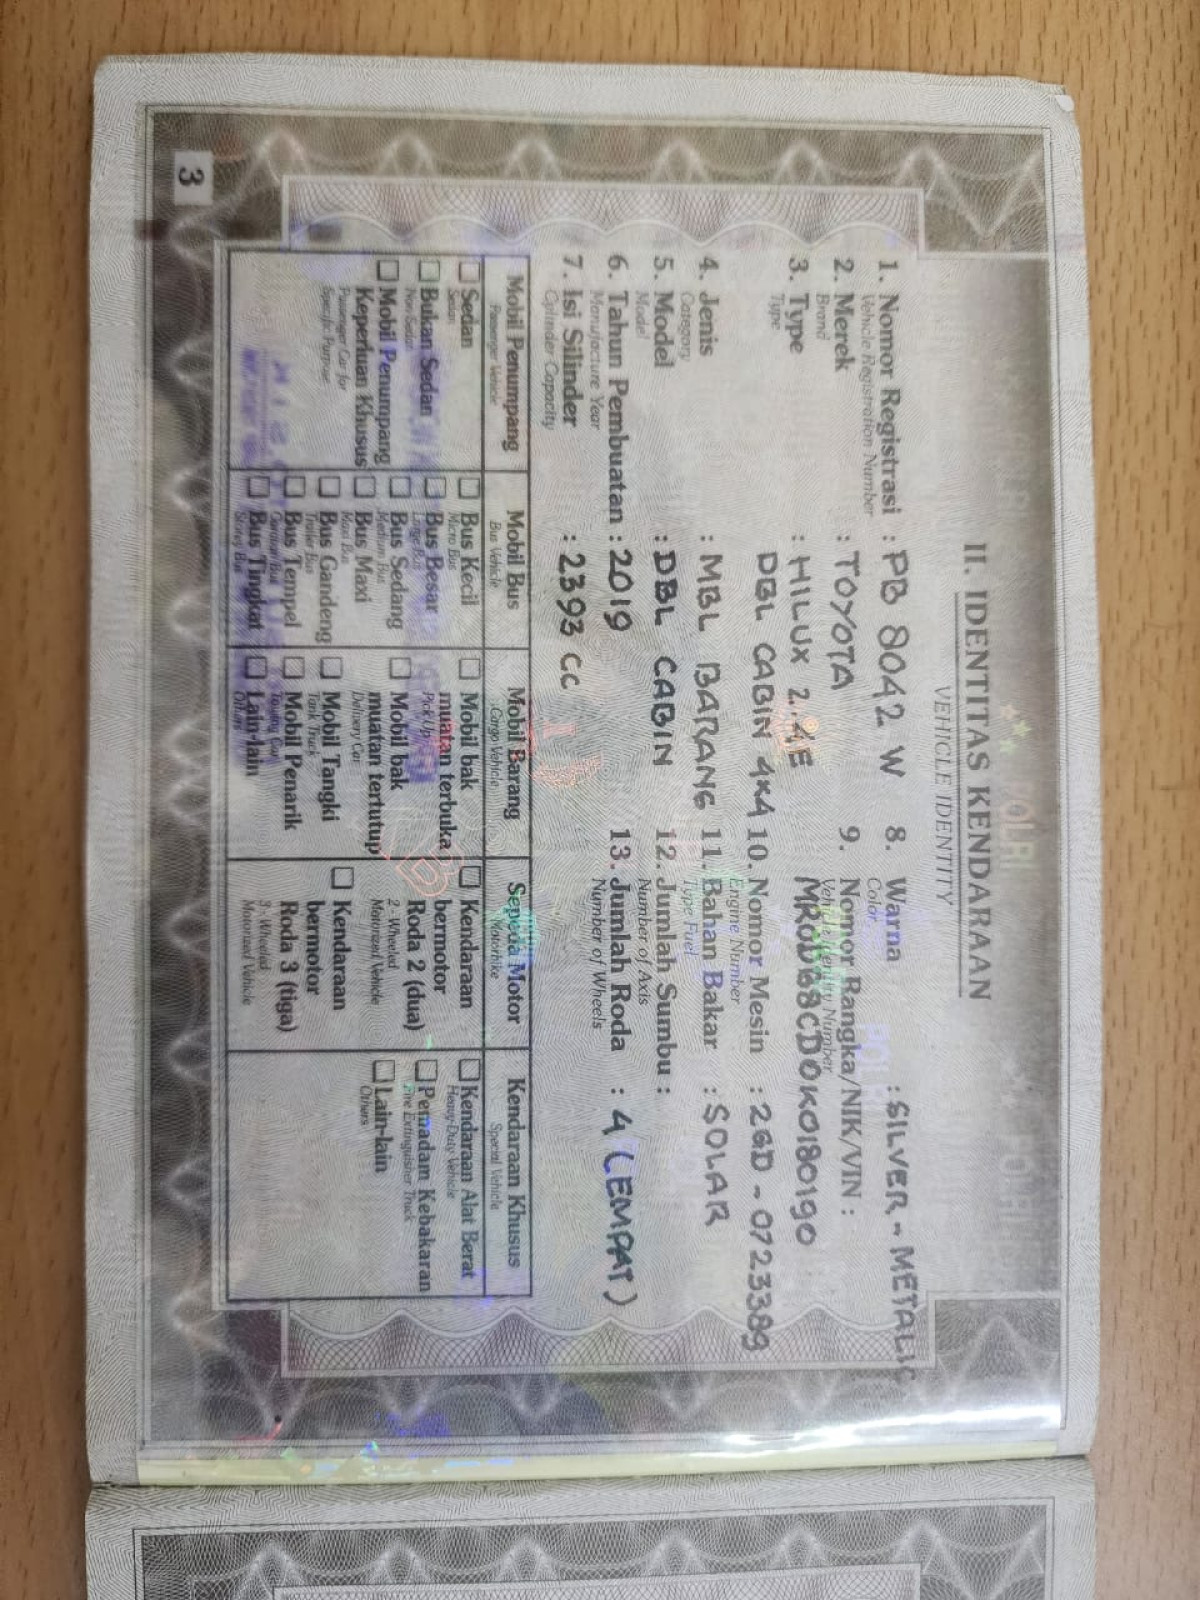 II. IDENTITAS KENDARAAN
VEHICLE IDENTITY
1. Nomor Registrasi : PB 8042 W
Vehicle Registration Number
2. Merek : TOYOTA
Brand
3. Type : HILUX 2.4E
Type
DBL CABIN 4x4
4. Jenis : MBL BARANG
Category
5. Model : DBL CABIN
Model
6. Tahun Pembuatan : 2019
Manufacture Year
7. Isi Silinder : 2393 CC
Cylinder Capacity
8. Warna : SILVER - METALIC
Color
9. Nomor Rangka/NIK/VIN :
Vehicle Identity Number
10. Nomor Mesin : 2GD - 0723389
Engine Number
11. Bahan Bakar : SOLAR
Type Fuel
12. Jumlah Sumbu :
Number of Axis
13. Jumlah Roda : 4 (EMPAT)
Number of Wheels
Mobil Penumpang
Passenger Vehicle
Sedan
Sedan
Bukan Sedan
Non-Sedan
Mobil Penumpang
Keperluan Khusus
Passenger Car for
Specific Purpose
Mobil Bus
Bus Vehicle
Bus Kecil
Micro Bus
Bus Besar
Large Bus
Bus Sedang
Medium Bus
Bus Maxi
Maxi Bus
Bus Gandeng
Trailer Bus
Bus Tempel
Bus Tingkat
Mobil Barang
Cargo Vehicle
Mobil bak
muatan terbuka
Pick Up
Mobil bak
muatan tertutup
Delivery Car
Mobil Tangki
Tank Truck
Mobil Penarik
Towing Car
Lain-lain
Others
Sepeda Motor
Motorbike
Kendaraan
bermotor
Roda 2 (dua)
2 - Wheeled
Motorized Vehicle
Kendaraan
bermotor
Roda 3 (tiga)
3 - Wheeled
Motorized Vehicle
Kendaraan Khusus
Special Vehicle
Kendaraan Alat Berat
Heavy-Duty Vehicle
Pemadam Kebakaran
Fire Extinguisher Truck
Lain-lain
Others
3